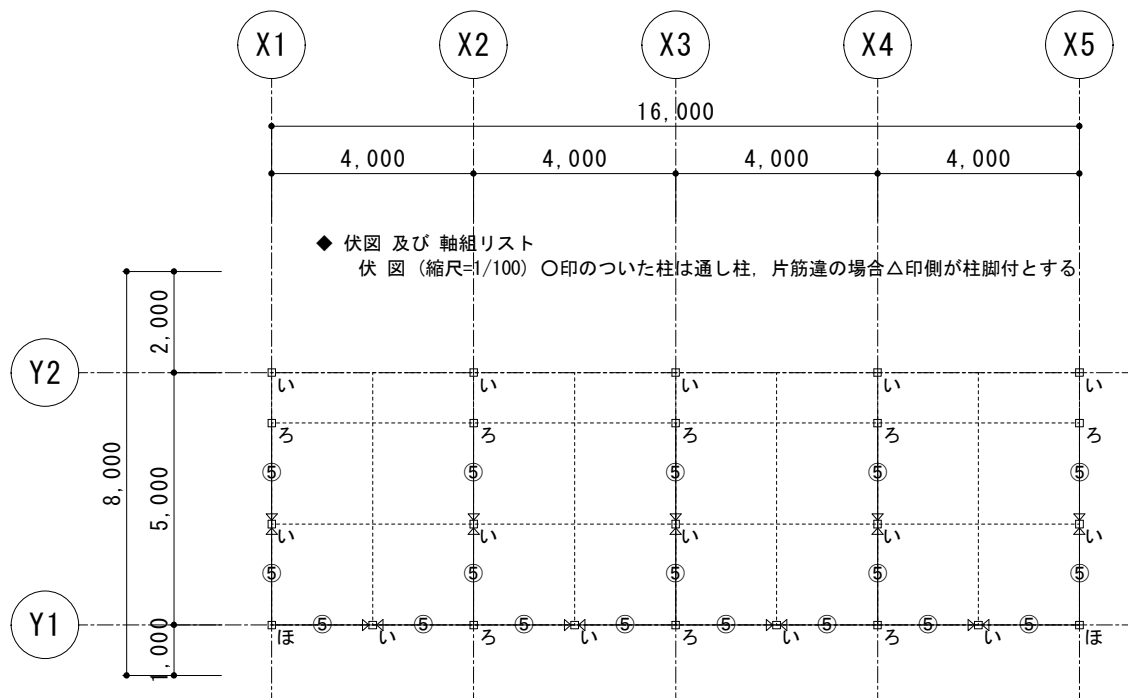 X1 X2 X3 X4 X5
16,000
4,000 4,000 4,000 4,000
◆ 伏図 及び 軸組リスト
伏 図 (縮尺=1/100) ○印のついた柱は通し柱, 片筋違の場合△印側が柱脚付とする
2,000
Y2
い い い い い
ろ ろ ろ ろ ろ
8,000
⑤ ⑤ ⑤ ⑤ ⑤
5,000
い い い い い
⑤ ⑤ ⑤ ⑤ ⑤
Y1
ほ ⑤ い ⑤ ろ ⑤ い ⑤ ろ ⑤ い ⑤ ろ ⑤ い ⑤ ほ
1,000